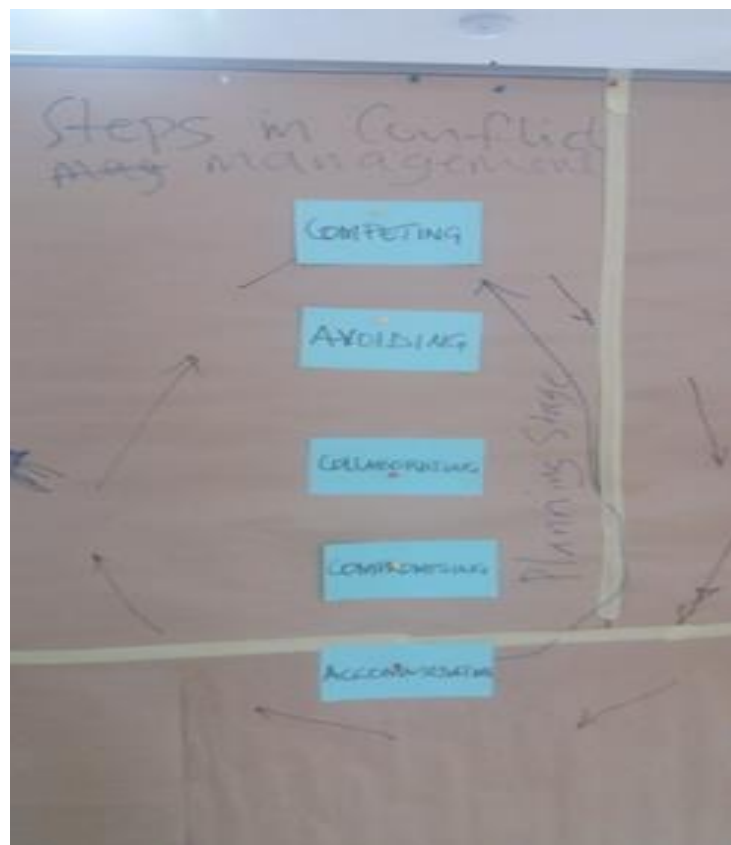 Steps in Conflict
management
COMPETING
AVOIDING
COLLABORATING
COMPROMISING
ACCOMMODATING
Planning Stage